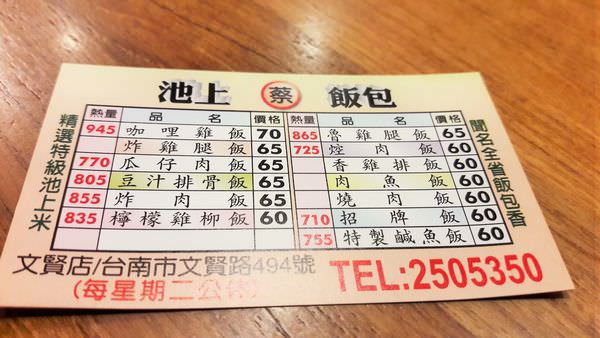 池上 蔡 飯包
精選特級池上米
熱量 品名 價格
945 咖哩雞飯 70
炸雞腿飯 65
770 瓜仔肉飯 65
805 豆汁排骨飯 65
855 炸肉飯 65
835 檸檬雞柳飯 60
熱量 品名 價格
865 魯雞腿飯 65
725 焢肉飯 60
香雞排飯 60
肉魚飯 60
燒肉飯 60
710 招牌飯 60
755 特製鹹魚飯 60
聞名全省飯包香
文賢店/台南市文賢路494號
(每星期二公休)
TEL:2505350